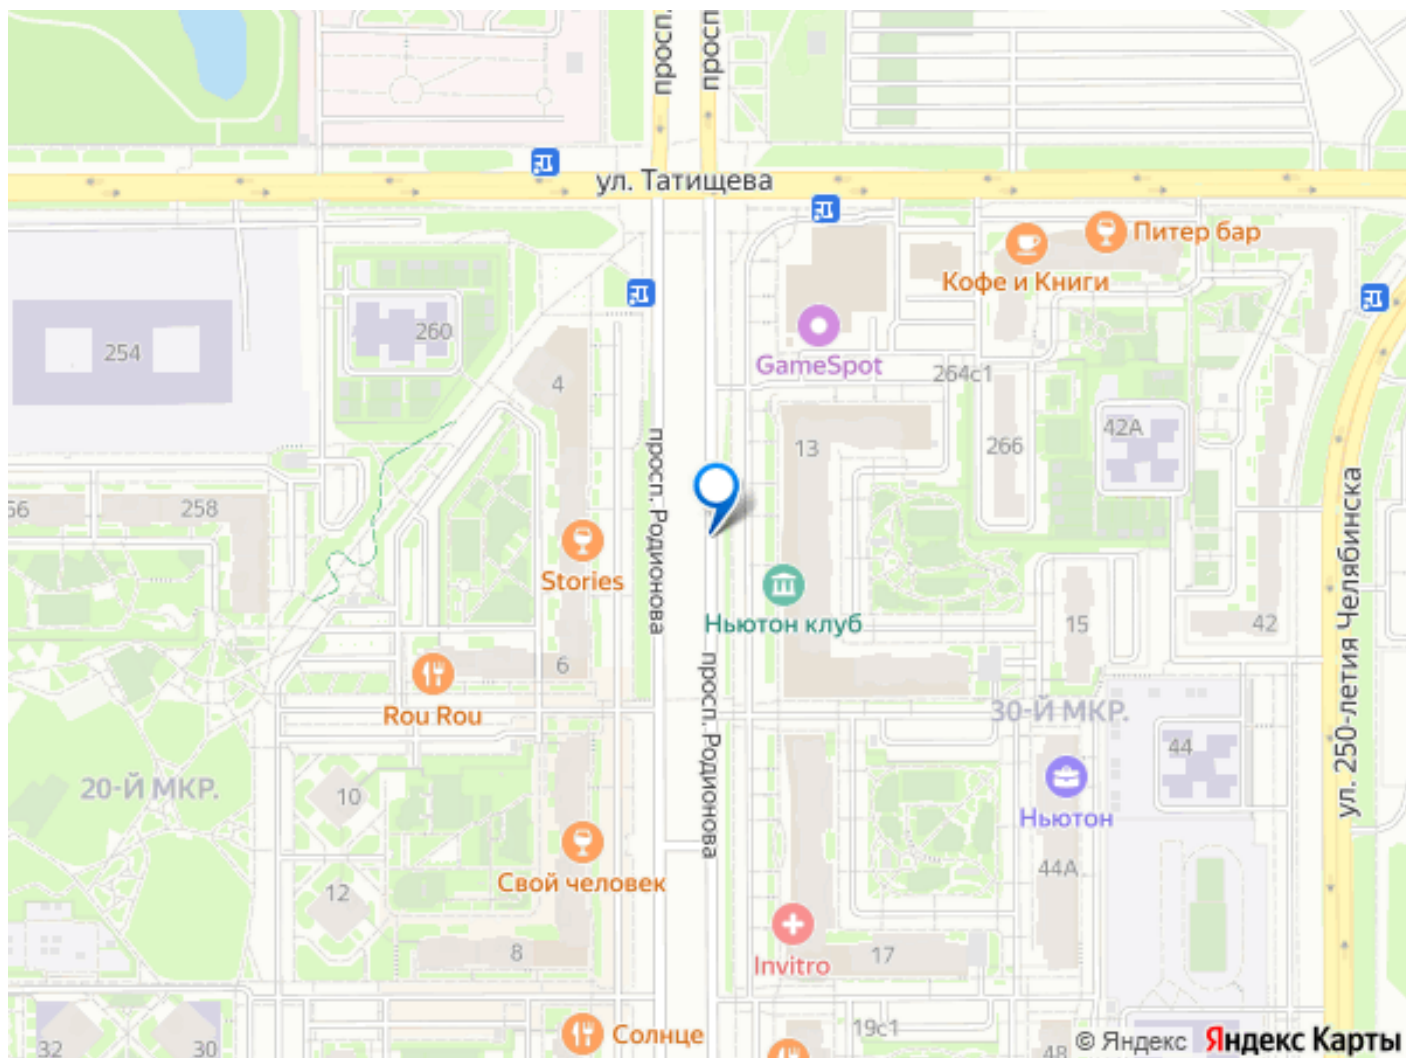 просп.
просп.
ул. Татищева
Питер бар
Кофе и Книги
260
254
GameSpot
264с1
4
42А
13
266
просп. Родионова
258
Stories
Ньютон клуб
15
42
ул. 250-летия Челябинска
6
просп. Родионова
Rou Rou
30-Й МКР.
44
20-Й МКР.
10
Ньютон
44А
Свой человек
12
8
17
Invitro
19с1
Солнце
32
30
48
© Яндекс Яндекс Карты